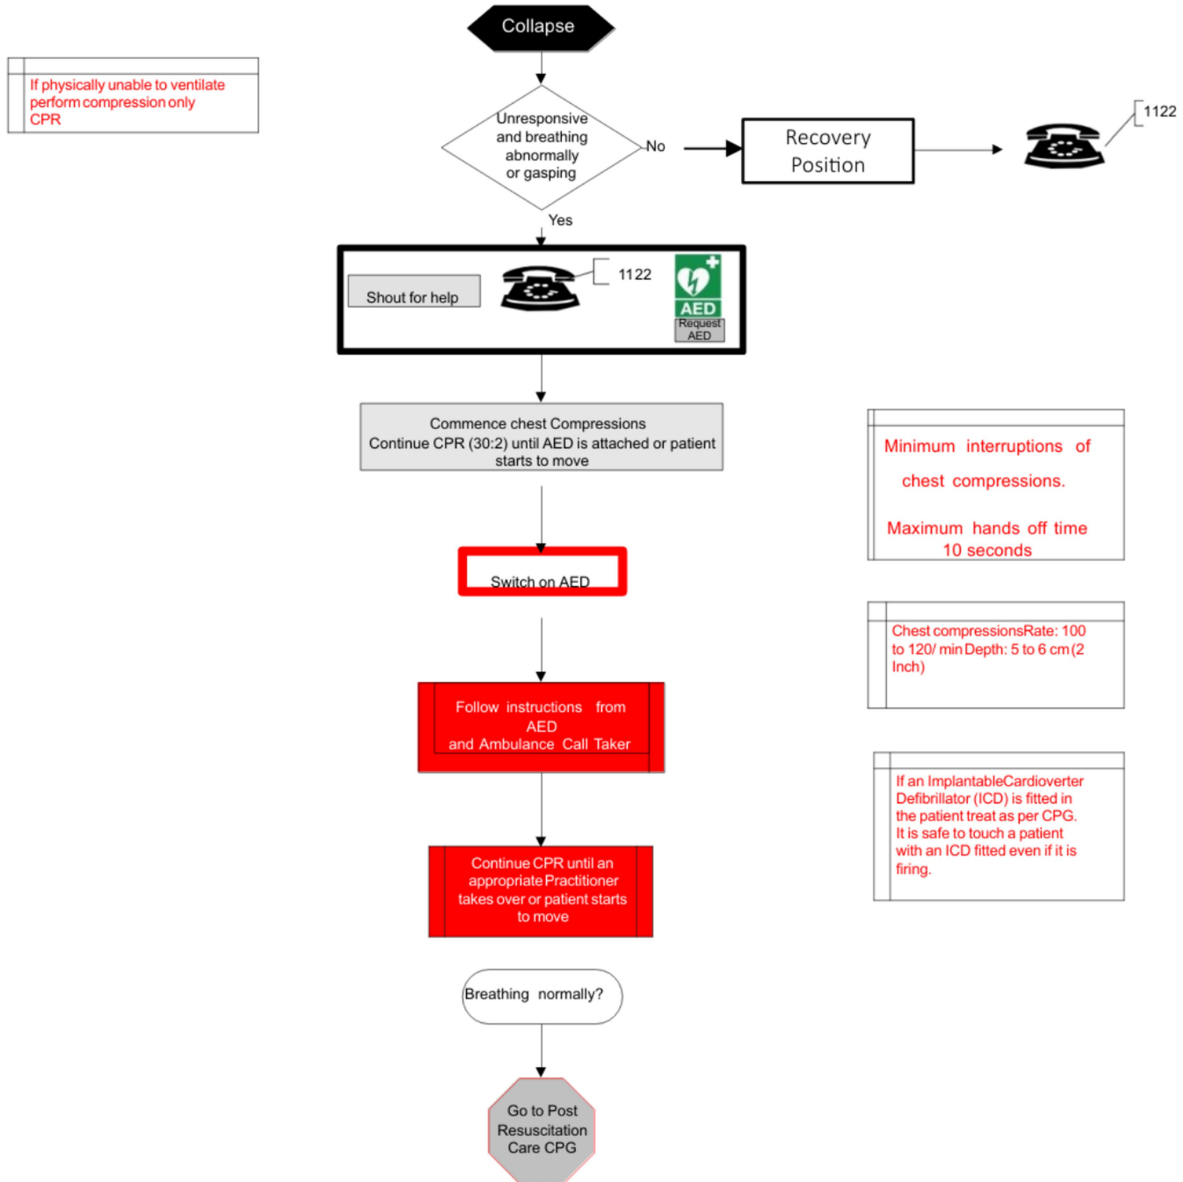 Collapse
If physically unable to ventilate
perform compression only
CPR
Unresponsive
and breathing
abnormally
or gasping
No
Recovery
Position
1122
Yes
Shout for help
1122
AED
Request
AED
Commence chest Compressions
Continue CPR (30:2) until AED is attached or patient
starts to move
Minimum interruptions of
chest compressions.
Maximum hands off time
10 seconds
Switch on AED
Chest compressionsRate: 100
to 120/ min Depth: 5 to 6 cm (2
Inch)
Follow instructions from
AED
and Ambulance Call Taker
If an ImplantableCardioverter
Defibrillator (ICD) is fitted in
the patient treat as per CPG.
It is safe to touch a patient
with an ICD fitted even if it is
firing.
Continue CPR until an
appropriate Practitioner
takes over or patient starts
to move
Breathing normally?
Go to Post
Resuscitation
Care CPG